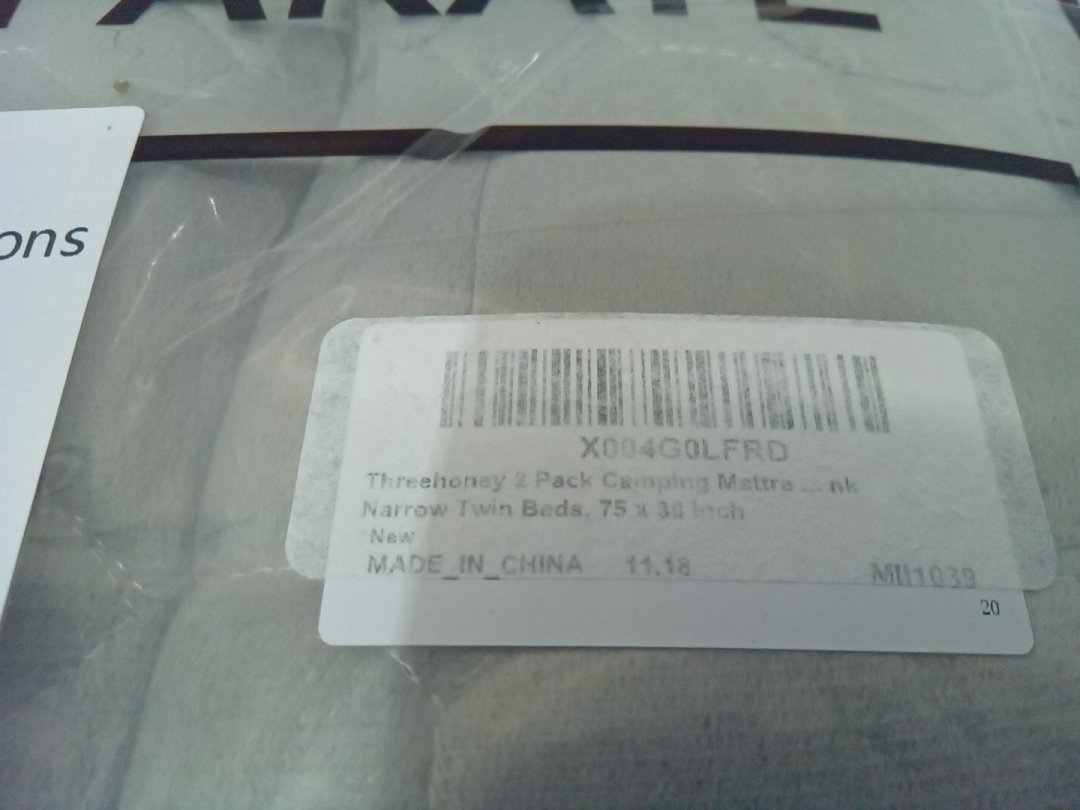 ARATE
ons
X004G0LFRD
Threehoney 2 Pack Camping Mattra ... nk
Narrow Twin Beds, 75 x 30 Inch
New
MADE_IN_CHINA 11.18
20